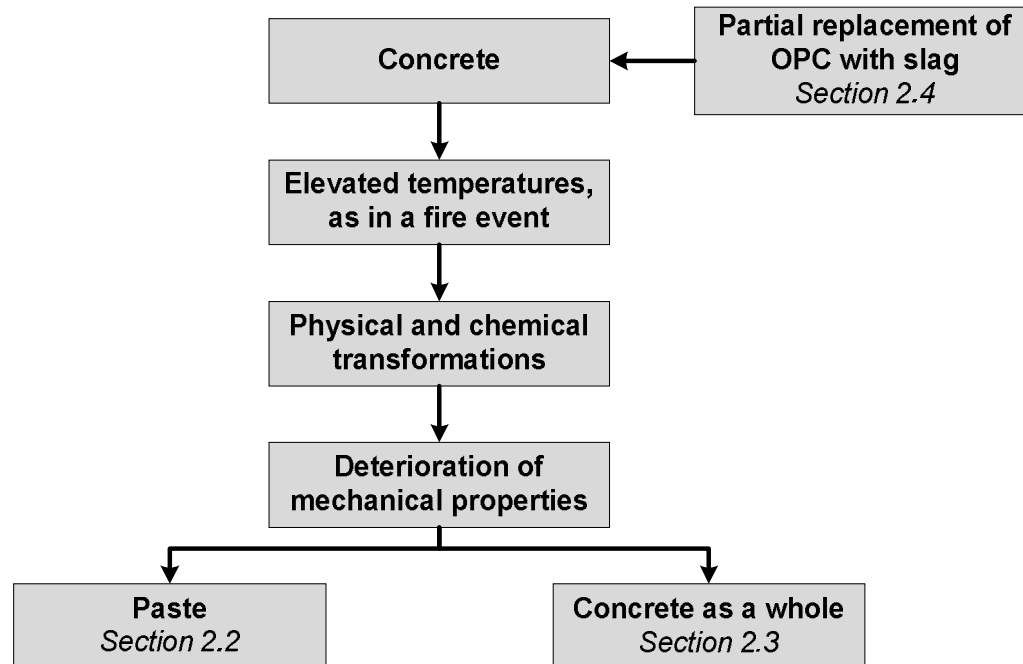 Concrete
Partial replacement of
OPC with slag
Section 2.4
Elevated temperatures,
as in a fire event
Physical and chemical
transformations
Deterioration of
mechanical properties
Paste
Section 2.2
Concrete as a whole
Section 2.3